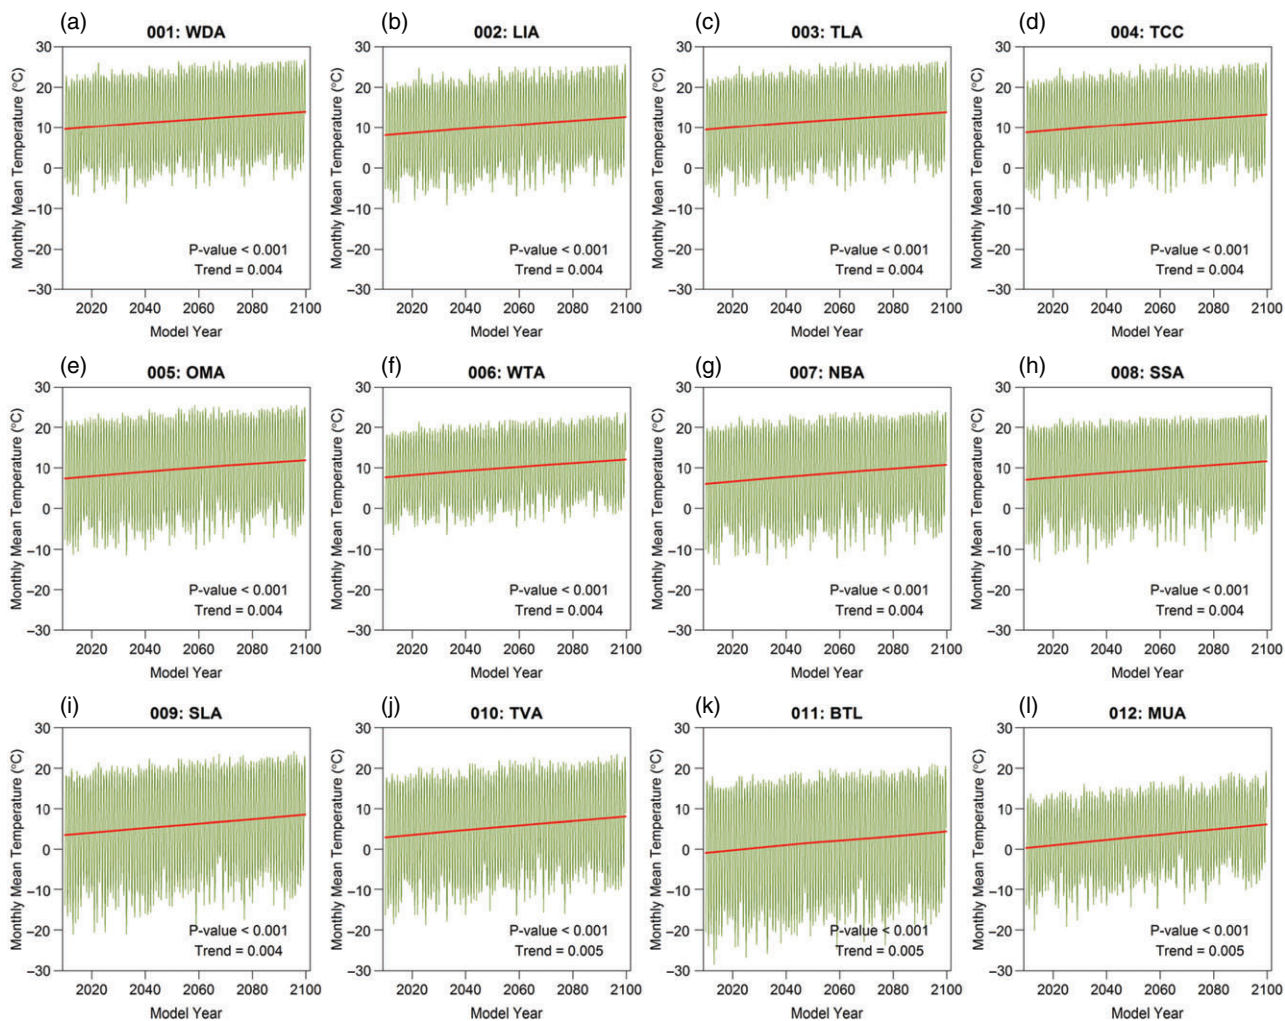 (a) (b) (c) (d)
001: WDA 002: LIA 003: TLA 004: TCC
Monthly Mean Temperature (°C) Monthly Mean Temperature (°C) Monthly Mean Temperature (°C) Monthly Mean Temperature (°C)
30 30 30 30
20 20 20 20
10 10 10 10
0 0 0 0
–10 –10 –10 –10
P-value < 0.001 P-value < 0.001 P-value < 0.001 P-value < 0.001
–20 –20 –20 –20
Trend = 0.004 Trend = 0.004 Trend = 0.004 Trend = 0.004
–30 –30 –30 –30
2020 2040 2060 2080 2100 2020 2040 2060 2080 2100 2020 2040 2060 2080 2100 2020 2040 2060 2080 2100
Model Year Model Year Model Year Model Year
(e) (f) (g) (h)
005: OMA 006: WTA 007: NBA 008: SSA
Monthly Mean Temperature (°C) Monthly Mean Temperature (°C) Monthly Mean Temperature (°C) Monthly Mean Temperature (°C)
30 30 30 30
20 20 20 20
10 10 10 10
0 0 0 0
–10 –10 –10 –10
–20 –20 –20 –20
P-value < 0.001 P-value < 0.001 P-value < 0.001 P-value < 0.001
Trend = 0.004 Trend = 0.004 Trend = 0.004 Trend = 0.004
–30 –30 –30 –30
2020 2040 2060 2080 2100 2020 2040 2060 2080 2100 2020 2040 2060 2080 2100 2020 2040 2060 2080 2100
Model Year Model Year Model Year Model Year
(i) (j) (k) (l)
009: SLA 010: TVA 011: BTL 012: MUA
Monthly Mean Temperature (°C) Monthly Mean Temperature (°C) Monthly Mean Temperature (°C) Monthly Mean Temperature (°C)
30 30 30 30
20 20 20 20
10 10 10 10
0 0 0 0
–10 –10 –10 –10
–20 –20 –20 –20
P-value < 0.001 P-value < 0.001 P-value < 0.001 P-value < 0.001
Trend = 0.004 Trend = 0.005 Trend = 0.005 Trend = 0.005
–30 –30 –30 –30
2020 2040 2060 2080 2100 2020 2040 2060 2080 2100 2020 2040 2060 2080 2100 2020 2040 2060 2080 2100
Model Year Model Year Model Year Model Year